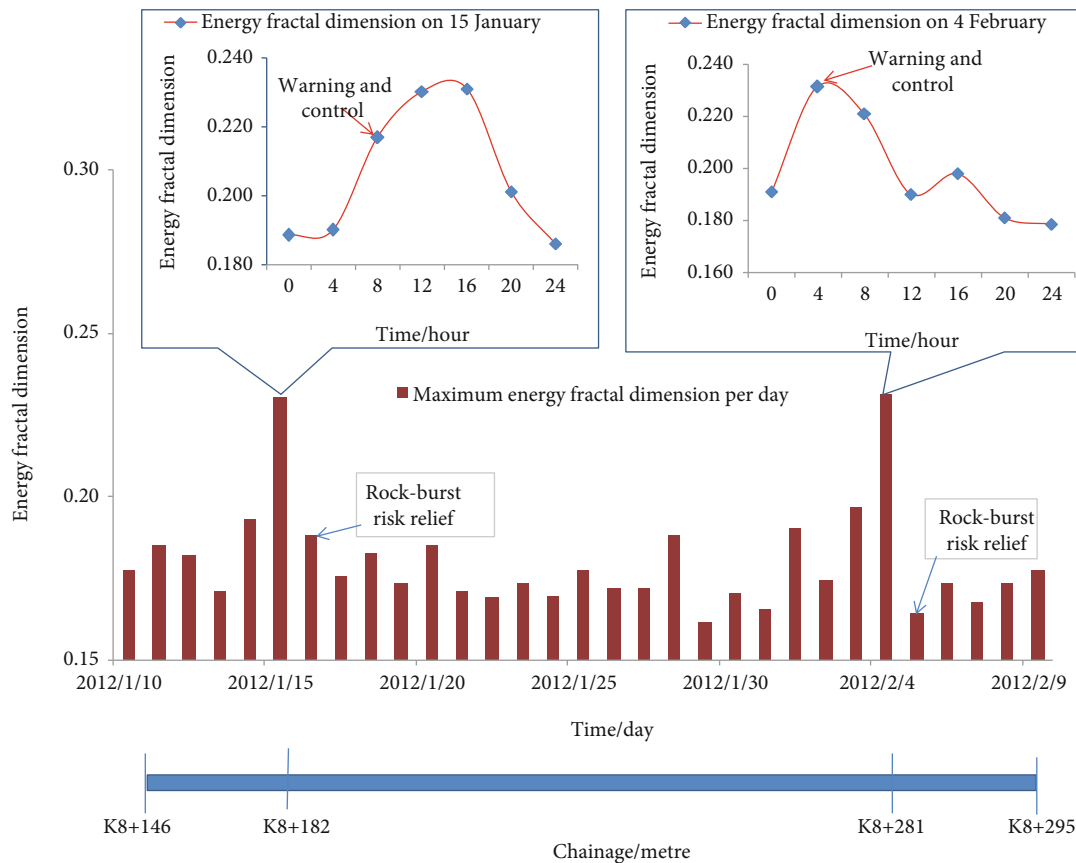 Energy fractal dimension on 15 January
0.240
0.220
0.200
0.180
Energy fractal dimension
Warning and
control
0 4 8 12 16 20 24
Time/hour
Energy fractal dimension on 4 February
0.240
0.220
0.200
0.180
0.160
Energy fractal dimension
Warning and
control
0 4 8 12 16 20 24
Time/hour
0.30
0.25
0.20
0.15
Energy fractal dimension
Maximum energy fractal dimension per day
Rock-burst
risk relief
Rock-burst
risk relief
2012/1/10 2012/1/15 2012/1/20 2012/1/25 2012/1/30 2012/2/4 2012/2/9
Time/day
K8+146 K8+182 K8+281 K8+295
Chainage/metre